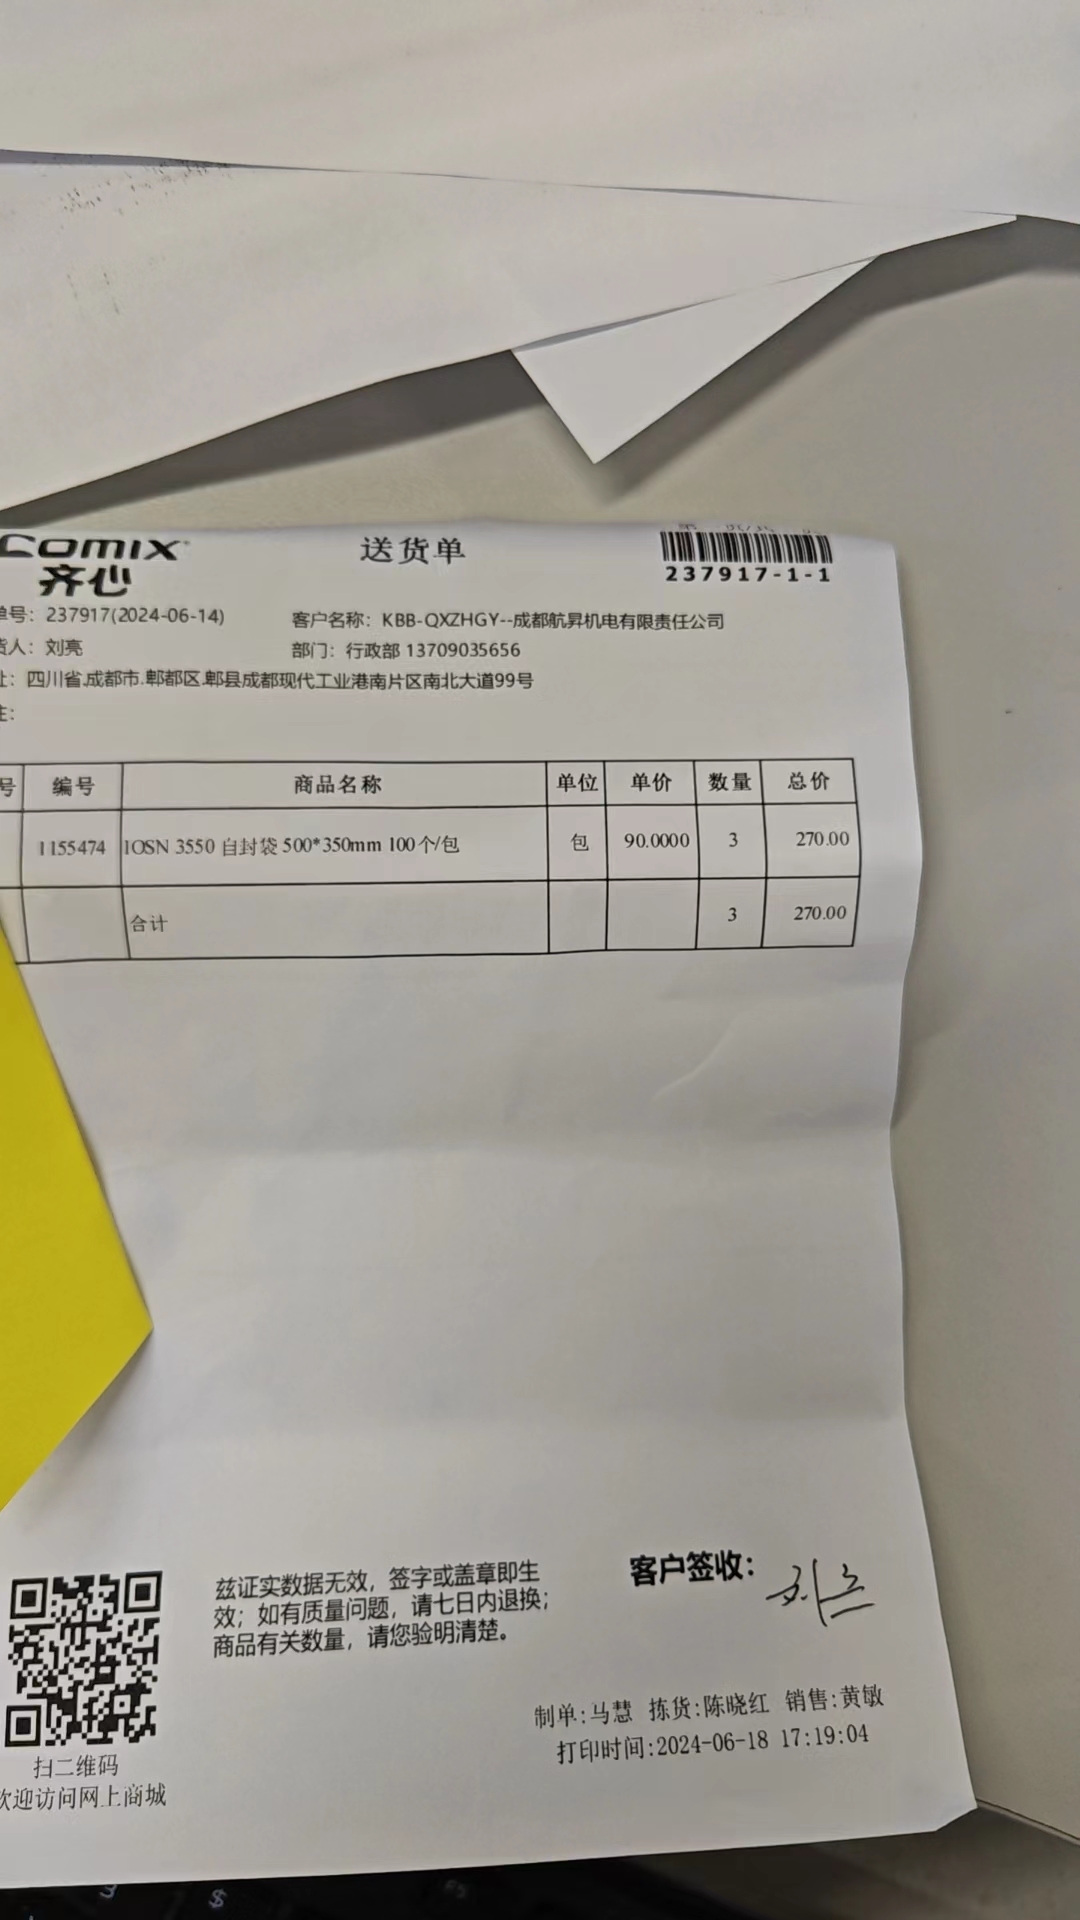 COMIX
齐心
送货单
237917-1-1
单号：237917(2024-06-14)
客户名称：KBB-QXZHGY--成都航昇机电有限责任公司
货人：刘亮
部门：行政部 13709035656
址：四川省.成都市.郫都区.郫县成都现代工业港南片区南北大道99号
注：
号 编号 商品名称 单位 单价 数量 总价
1155474 IOSN 3550 自封袋 500*350mm 100个/包 包 90.0000 3 270.00
合计 3 270.00
兹证实数据无效，签字或盖章即生
效；如有质量问题，请七日内退换；
商品有关数量，请您验明清楚。
客户签收：
制单:马慧 拣货:陈晓红 销售:黄敏
打印时间:2024-06-18 17:19:04
扫二维码
欢迎访问网上商城
$
F5